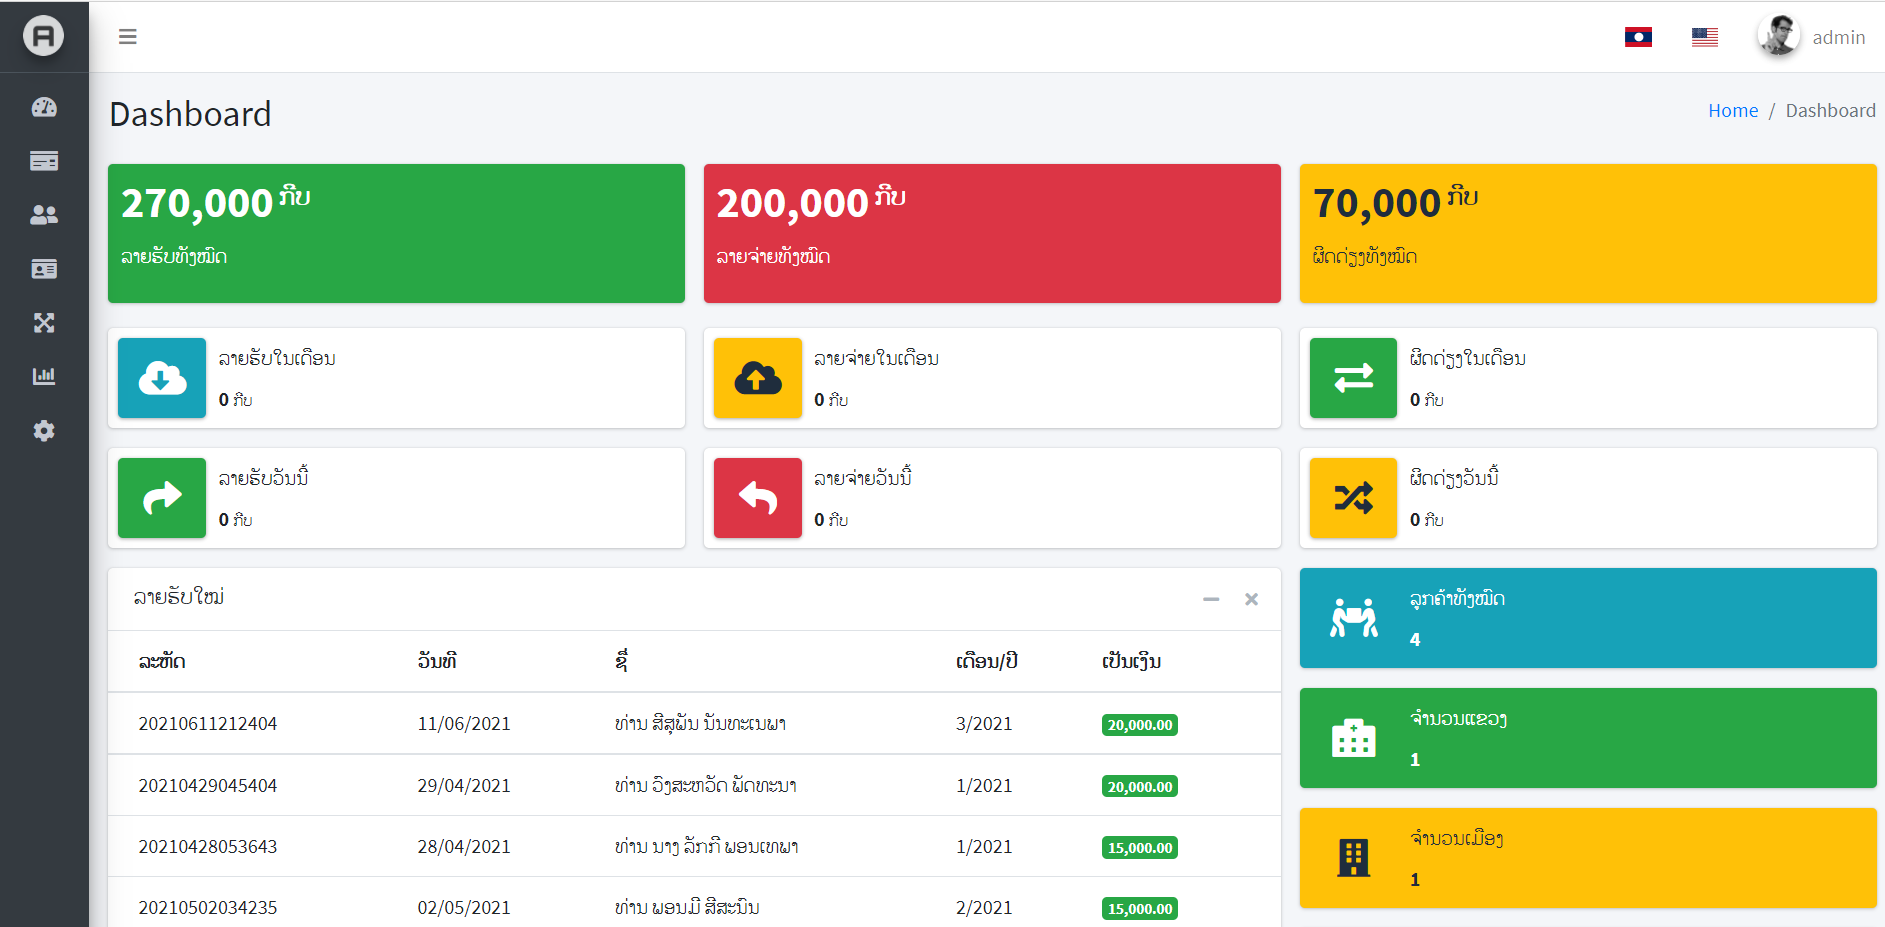 A
admin
Dashboard
Home / Dashboard
270,000 ກີບ
ລາຍຮັບທັງໝົດ
200,000 ກີບ
ລາຍຈ່າຍທັງໝົດ
70,000 ກີບ
ຜິດດ່ຽງທັງໝົດ
ລາຍຮັບໃນເດືອນ
0 ກີບ
ລາຍຈ່າຍໃນເດືອນ
0 ກີບ
ຜິດດ່ຽງໃນເດືອນ
0 ກີບ
ລາຍຮັບວັນນີ້
0 ກີບ
ລາຍຈ່າຍວັນນີ້
0 ກີບ
ຜິດດ່ຽງວັນນີ້
0 ກີບ
ລາຍຮັບໃໝ່
ລະຫັດ ວັນທີ ຊື່ ເດືອນ/ປີ ເປັນເງິນ
20210611212404 11/06/2021 ທ່ານ ສີສຸພັນ ນັນທະເນພາ 3/2021 20,000.00
20210429045404 29/04/2021 ທ່ານ ວົງສະຫວັດ ພັດທະນາ 1/2021 20,000.00
20210428053643 28/04/2021 ທ່ານ ນາງ ລັກກີ ພອນເທພາ 1/2021 15,000.00
20210502034235 02/05/2021 ທ່ານ ພອນມີ ສີສະນົນ 2/2021 15,000.00
ລູກຄ້າທັງໝົດ
4
ຈຳນວນແຂວງ
1
ຈຳນວນເມືອງ
1